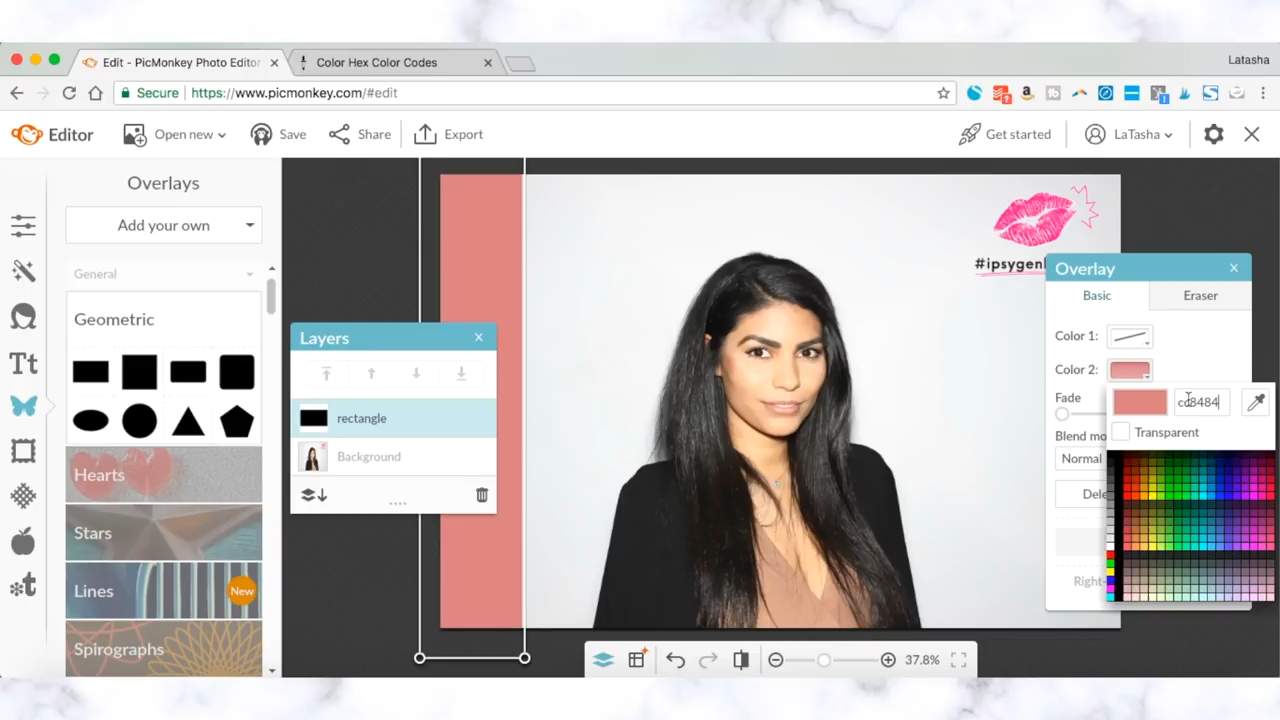 Edit - PicMonkey Photo Editor
Color Hex Color Codes
Latasha
Secure
https://www.picmonkey.com/#edit
Editor
Open new
Save
Share
Export
Get started
LaTasha
Overlays
Add your own
General
Geometric
Hearts
Stars
Lines
New
Spirographs
Layers
rectangle
Background
#ipsygen
Overlay
Basic
Eraser
Color 1:
Color 2:
cd8484
Fade
Transparent
Blend mo
Normal
Dele
Right-
37.8%